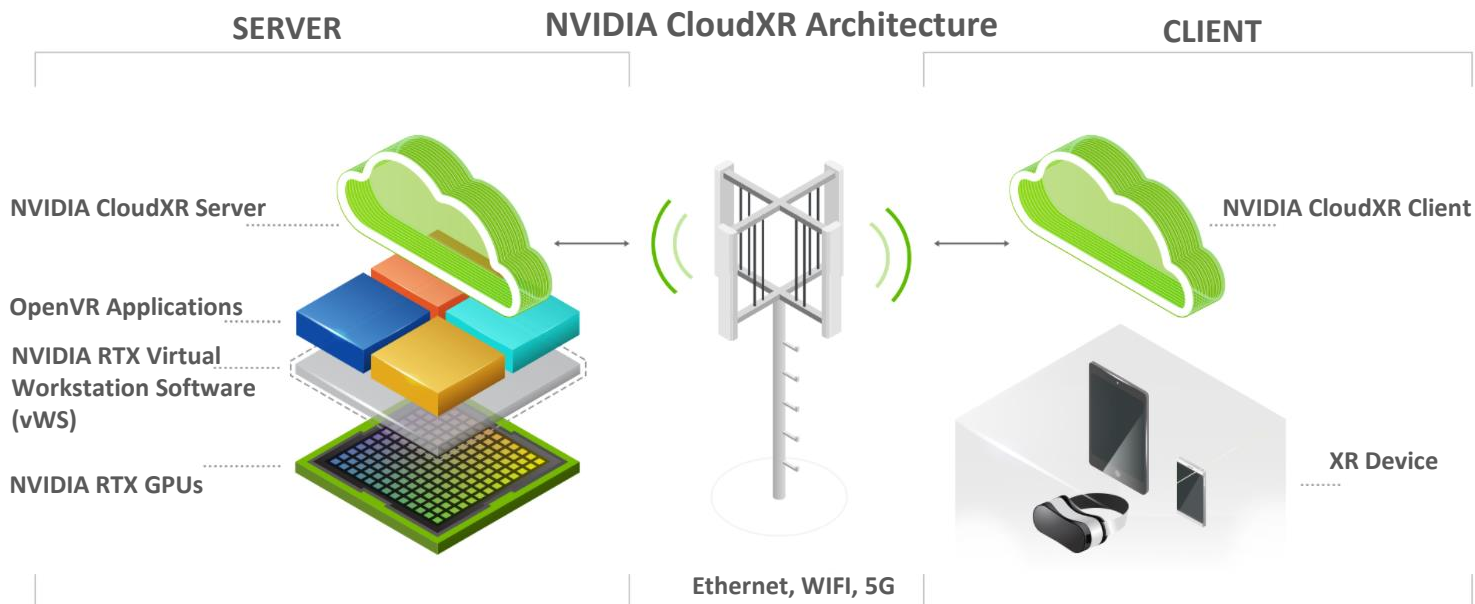 NVIDIA CloudXR Architecture
SERVER
CLIENT
NVIDIA CloudXR Server
OpenVR Applications
NVIDIA RTX Virtual
Workstation Software
(vWS)
NVIDIA RTX GPUs
Ethernet, WIFI, 5G
NVIDIA CloudXR Client
XR Device